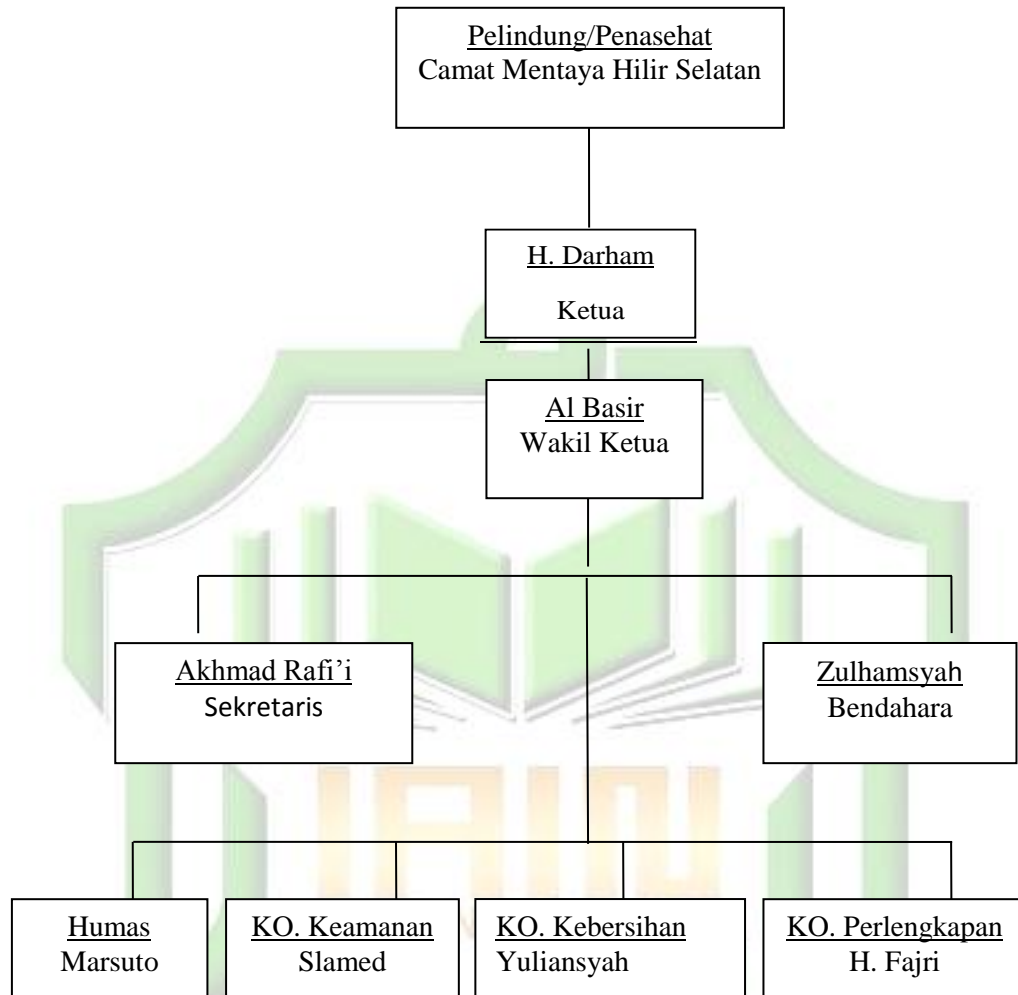 Pelindung/Penasehat
Camat Mentaya Hilir Selatan
H. Darham
Ketua
Al Basir
Wakil Ketua
Akhmad Rafi’i
Sekretaris
Zulhamsyah
Bendahara
Humas
Marsuto
KO. Keamanan
Slamed
KO. Kebersihan
Yuliansyah
KO. Perlengkapan
H. Fajri
IAIN